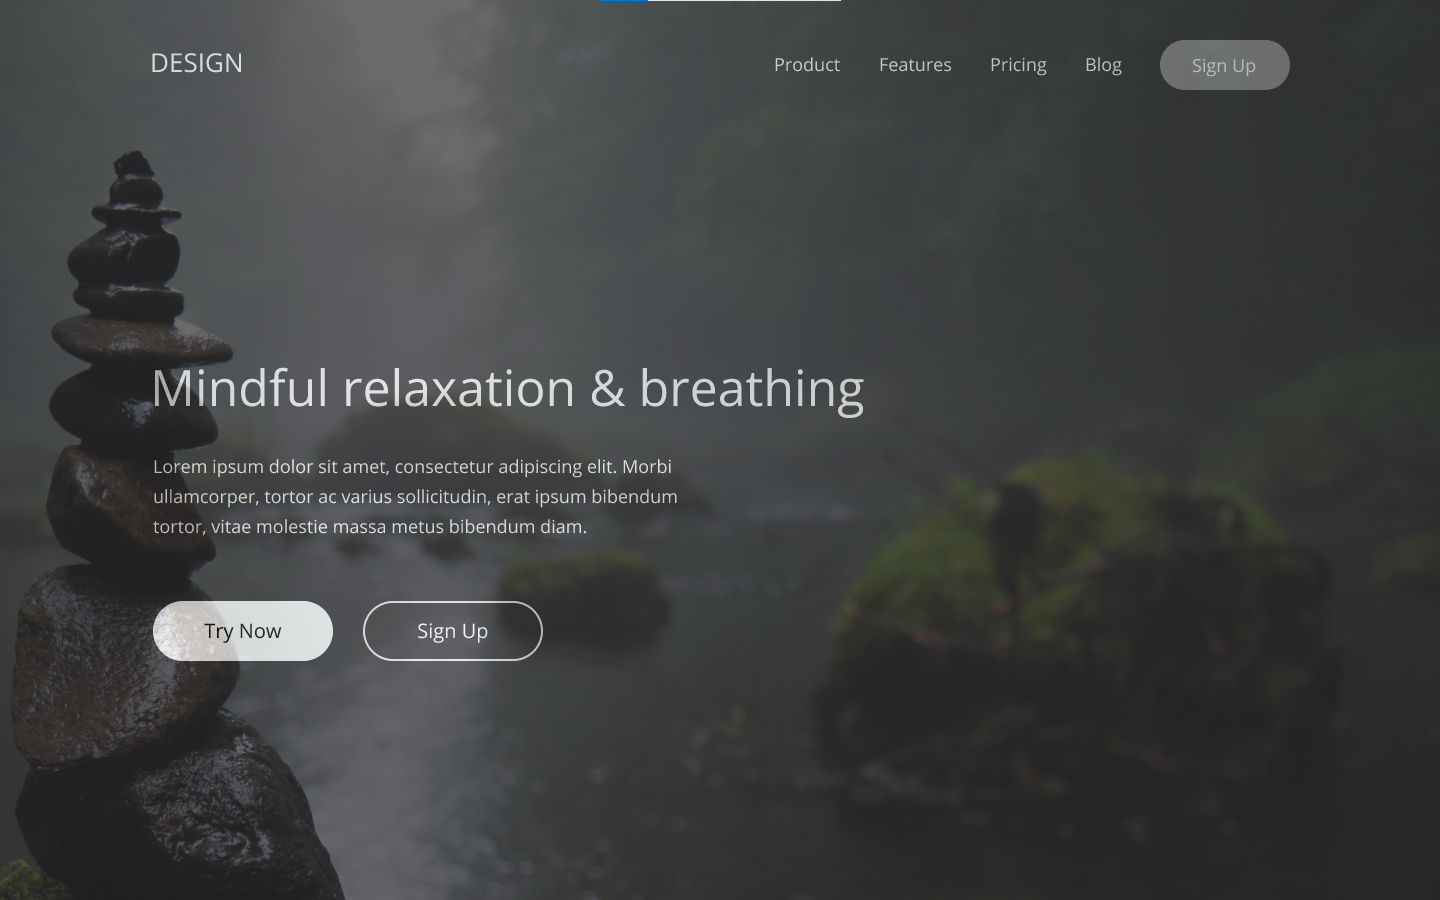 DESIGN
Product Features Pricing Blog Sign Up
Mindful relaxation & breathing
Lorem ipsum dolor sit amet, consectetur adipiscing elit. Morbi
ullamcorper, tortor ac varius sollicitudin, erat ipsum bibendum
tortor, vitae molestie massa metus bibendum diam.
Try Now Sign Up